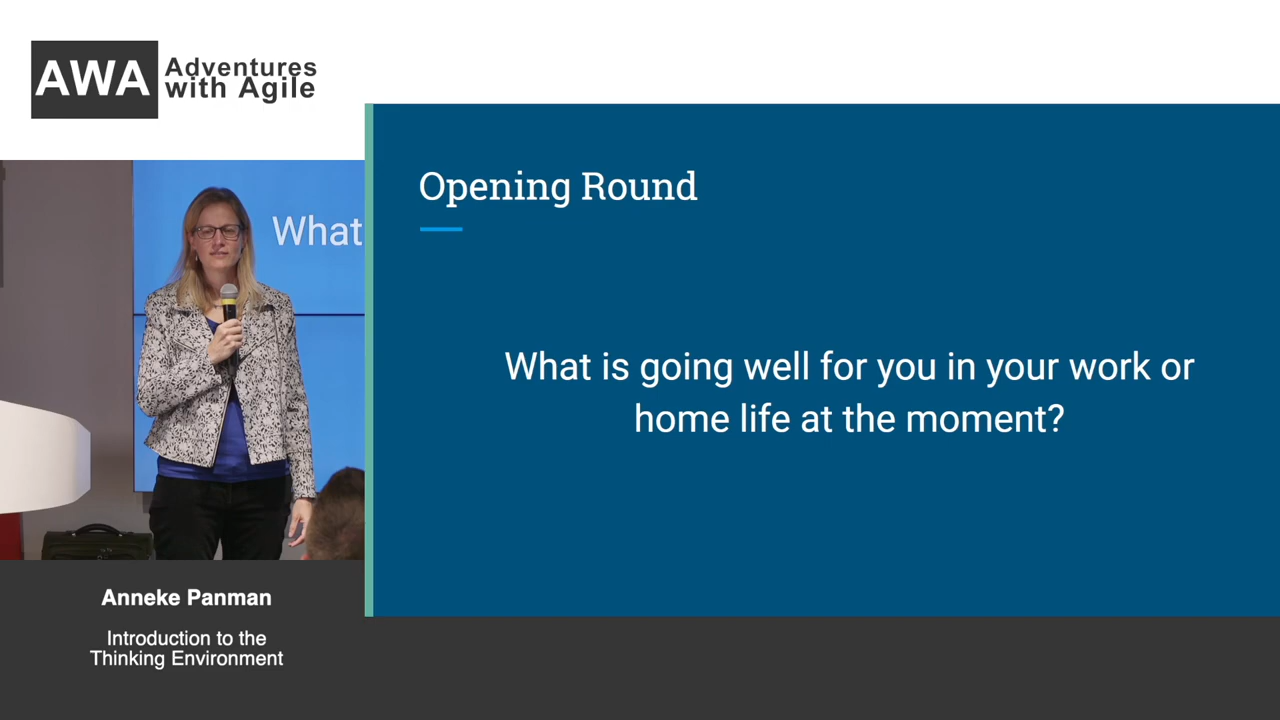 AWA
Adventures
with Agile
What
Opening Round
What is going well for you in your work or
home life at the moment?
Anneke Panman
Introduction to the
Thinking Environment